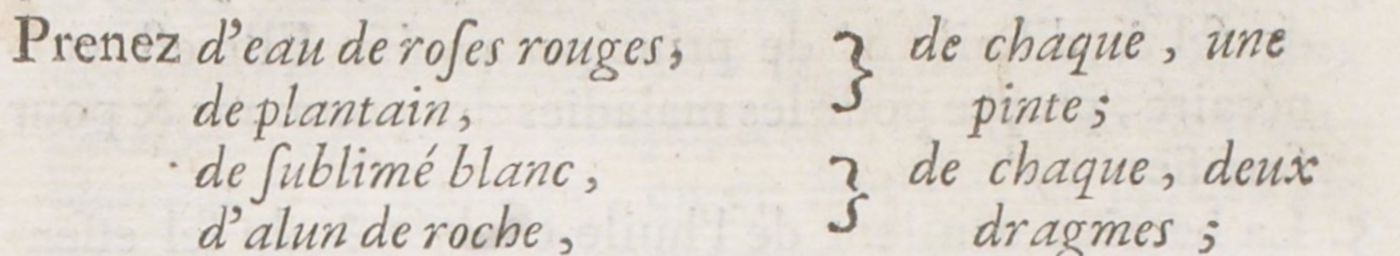 Prenez d'eau de roſes rouges, } de chaque, une
de plantain, pinte;
de ſublimé blanc, } de chaque, deux
d'alun de roche, dragmes;